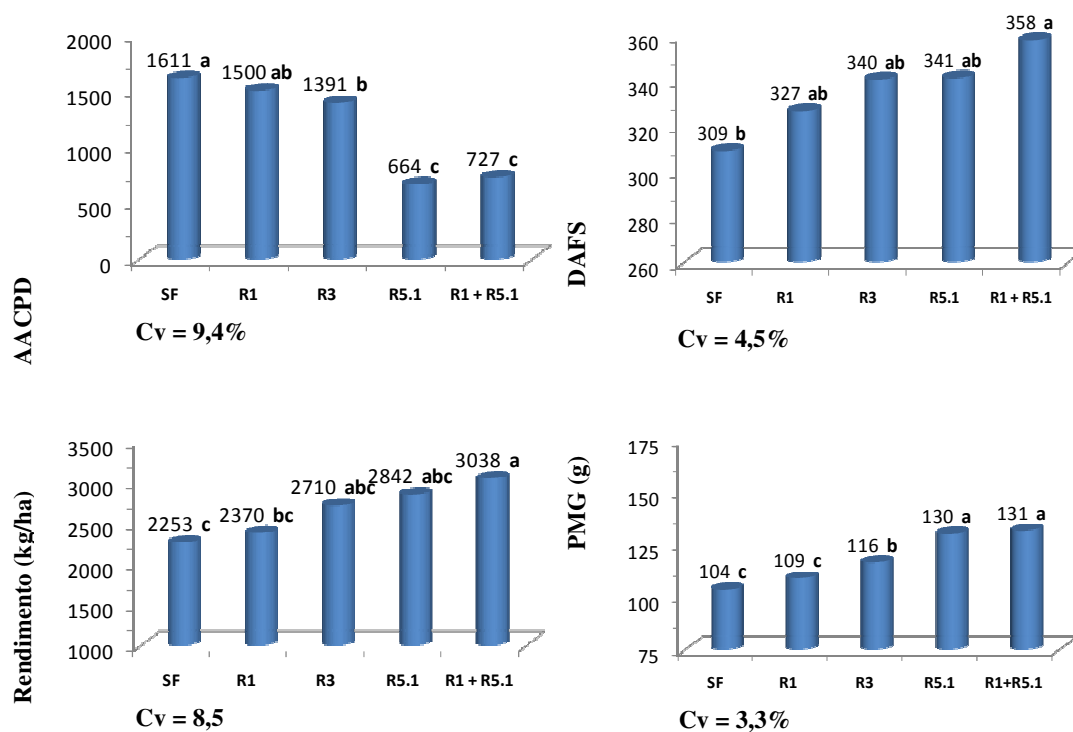 2000
1500
1000
500
0
1611 a
1500 ab
1391 b
664 c
727 c
SF R1 R3 R5.1 R1 + R5.1
AACPD
Cv = 9,4%
360
340
320
300
280
260
309 b
327 ab
340 ab
341 ab
358 a
SF R1 R3 R5.1 R1 + R5.1
DAFS
Cv = 4,5%
3500
3000
2500
2000
1500
1000
2253 c
2370 bc
2710 abc
2842 abc
3038 a
SF R1 R3 R5.1 R1 + R5.1
Rendimento (kg/ha)
Cv = 8,5
175
150
125
100
75
104 c
109 c
116 b
130 a
131 a
SF R1 R3 R5.1 R1+R5.1
PMG (g)
Cv = 3,3%